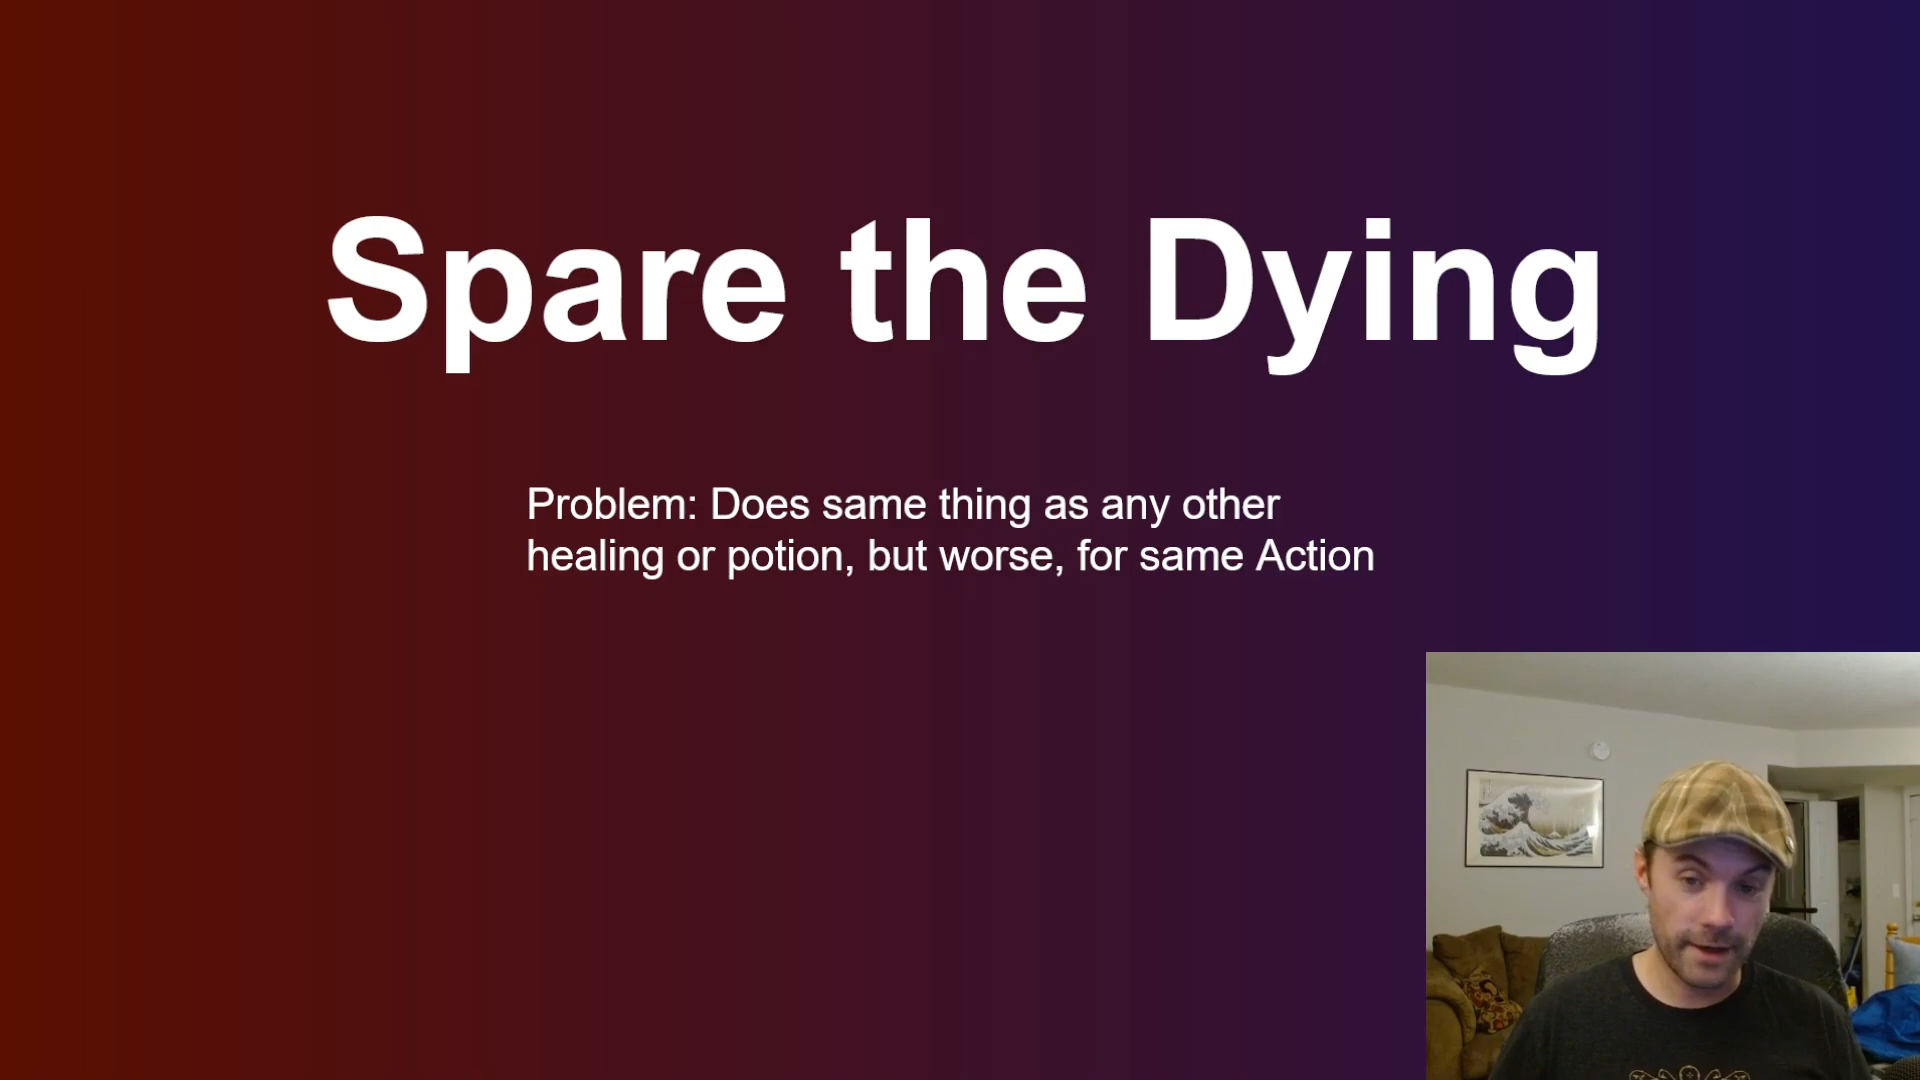 Spare the Dying
Problem: Does same thing as any other
healing or potion, but worse, for same Action